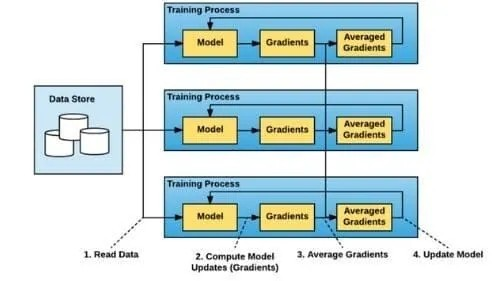 Training Process
Model
Gradients
Averaged
Gradients
Data Store
Training Process
Model
Gradients
Averaged
Gradients
Training Process
Model
Gradients
Averaged
Gradients
1. Read Data
2. Compute Model
Updates (Gradients)
3. Average Gradients
4. Update Model